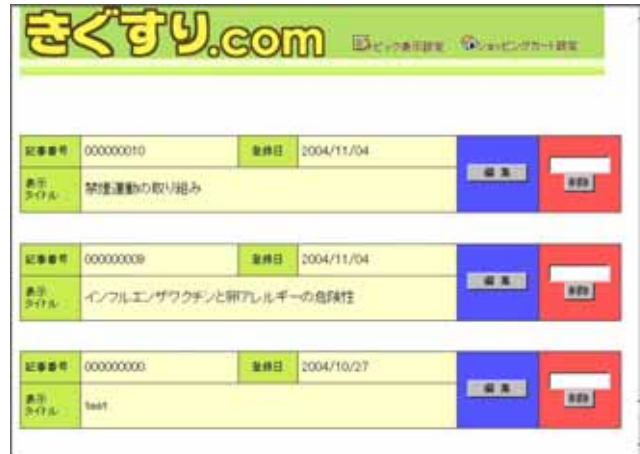 きぐすり.com
トピック表示設定 ショッピングカート設定
記事番号 000000010 登録日 2004/11/04
編 集
削除
表示
タイトル 禁煙運動の取り組み
記事番号 000000009 登録日 2004/11/04
編 集
削除
表示
タイトル インフルエンザワクチンと卵アレルギーの危険性
記事番号 000000000 登録日 2004/10/27
編 集
削除
表示
タイトル test